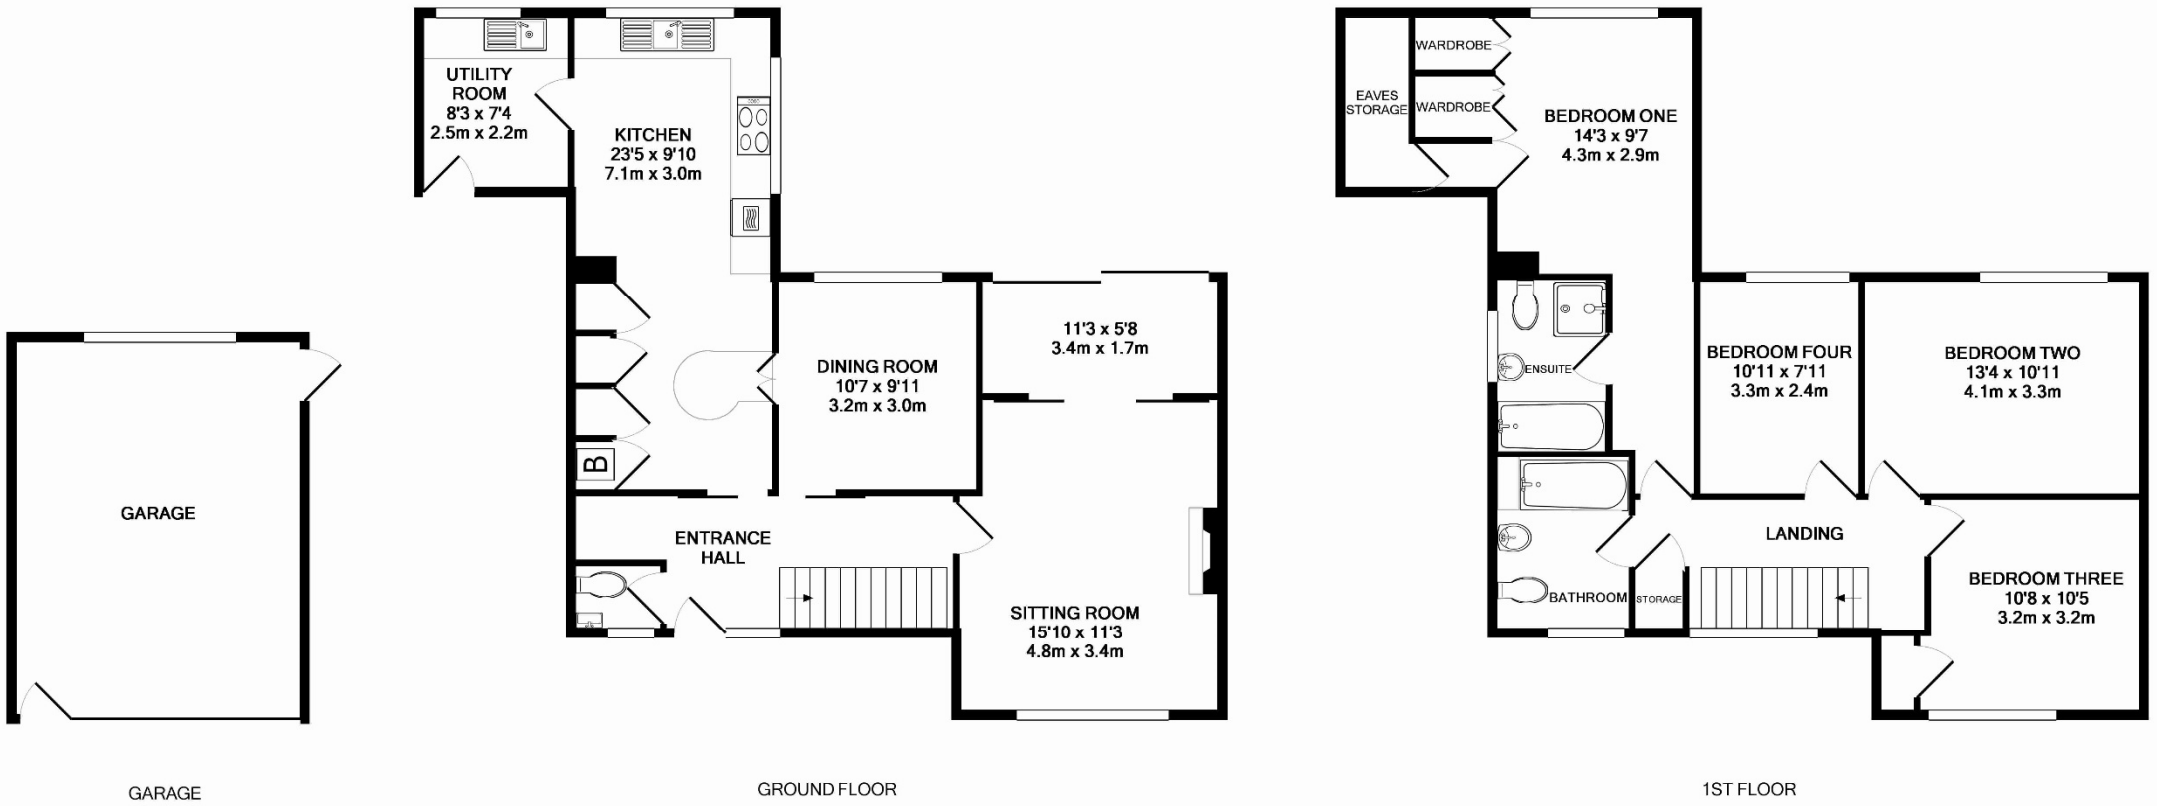 GARAGE
GARAGE
UTILITY
ROOM
8'3 x 7'4
2.5m x 2.2m
KITCHEN
23'5 x 9'10
7.1m x 3.0m
B
DINING ROOM
10'7 x 9'11
3.2m x 3.0m
11'3 x 5'8
3.4m x 1.7m
ENTRANCE
HALL
SITTING ROOM
15'10 x 11'3
4.8m x 3.4m
GROUND FLOOR
WARDROBE
EAVES
STORAGE
WARDROBE
BEDROOM ONE
14'3 x 9'7
4.3m x 2.9m
ENSUITE
BEDROOM FOUR
10'11 x 7'11
3.3m x 2.4m
BEDROOM TWO
13'4 x 10'11
4.1m x 3.3m
LANDING
BATHROOM
STORAGE
BEDROOM THREE
10'8 x 10'5
3.2m x 3.2m
1ST FLOOR